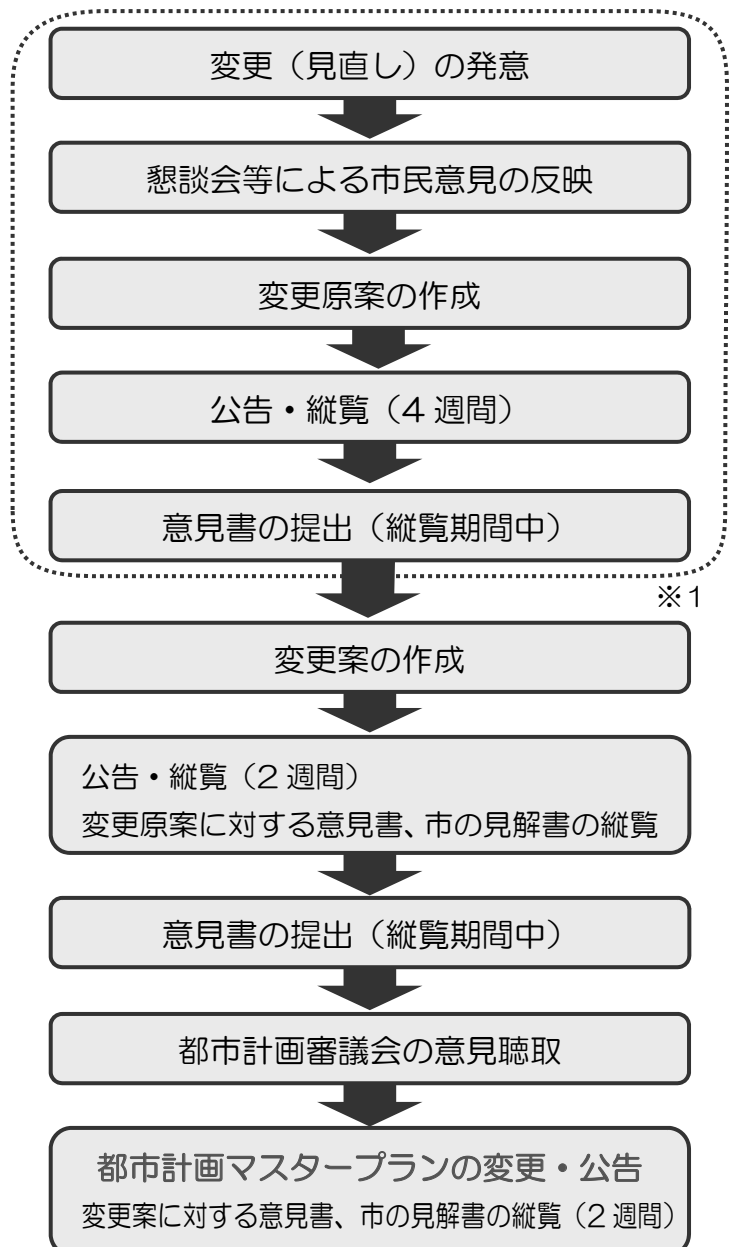 変更（見直し）の発意
懇談会等による市民意見の反映
変更原案の作成
公告・縦覧（4 週間）
意見書の提出（縦覧期間中）
※１
変更案の作成
公告・縦覧（2 週間）
変更原案に対する意見書、市の見解書の縦覧
意見書の提出（縦覧期間中）
都市計画審議会の意見聴取
都市計画マスタープランの変更・公告
変更案に対する意見書、市の見解書の縦覧（2 週間）